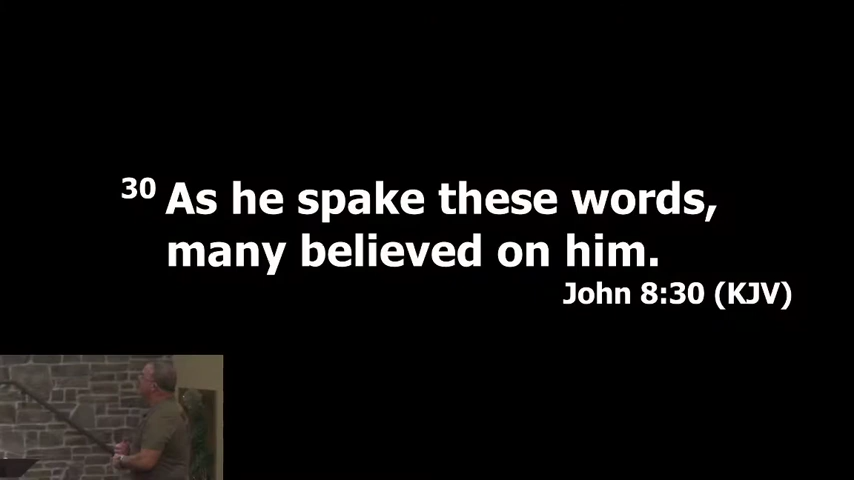 30 As he spake these words,
many believed on him.
John 8:30 (KJV)